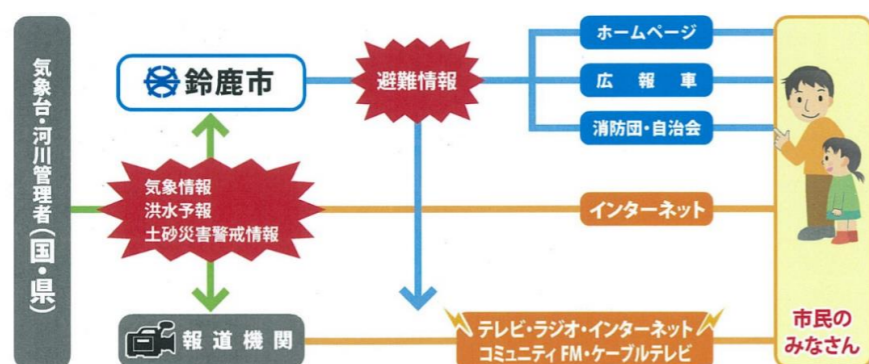 気象台・河川管理者(国・県)
鈴鹿市
避難情報
ホームページ
広報車
消防団・自治会
気象情報
洪水予報
土砂災害警戒情報
インターネット
報道機関
テレビ・ラジオ・インターネット
コミュニティFM・ケーブルテレビ
市民の
みなさん